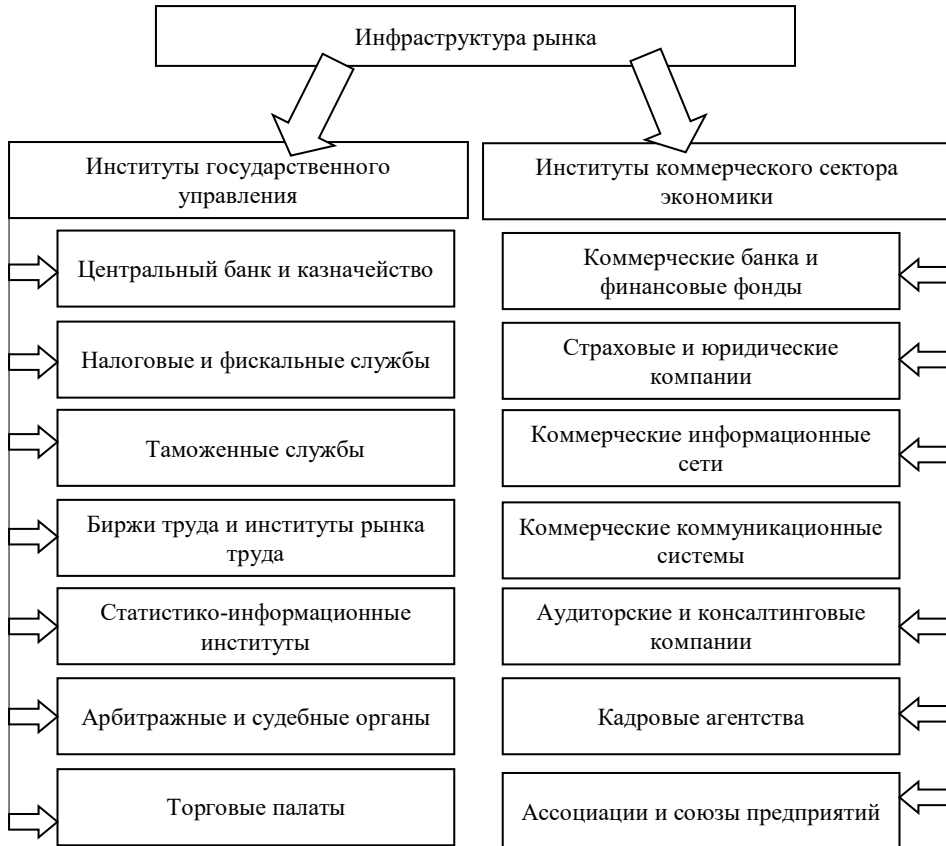 Инфраструктура рынка
Институты государственного
управления
Центральный банк и казначейство
Налоговые и фискальные службы
Таможенные службы
Биржи труда и институты рынка
труда
Статистико-информационные
институты
Арбитражные и судебные органы
Торговые палаты
Институты коммерческого сектора
экономики
Коммерческие банка и
финансовые фонды
Страховые и юридические
компании
Коммерческие информационные
сети
Коммерческие коммуникационные
системы
Аудиторские и консалтинговые
компании
Кадровые агентства
Ассоциации и союзы предприятий